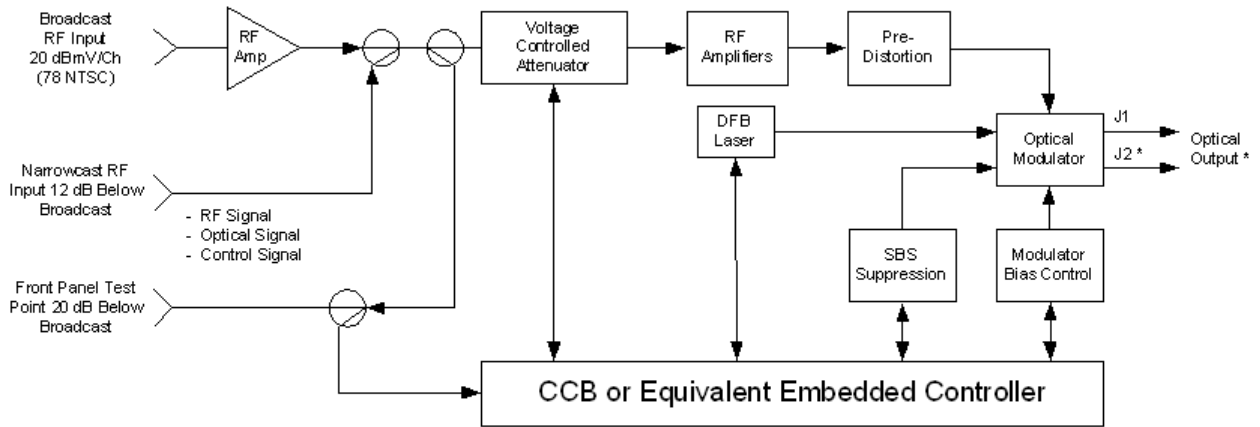 Broadcast
RF Input
20 dBmV/Ch
(78 NTSC)
RF
Amp
Voltage
Controlled
Attenuator
RF
Amplifiers
Pre-
Distortion
DFB
Laser
Optical
Modulator
J1
J2 *
Optical
Output *
Narrowcast RF
Input 12 dB Below
Broadcast
- RF Signal
- Optical Signal
- Control Signal
SBS
Suppression
Modulator
Bias Control
Front Panel Test
Point 20 dB Below
Broadcast
CCB or Equivalent Embedded Controller